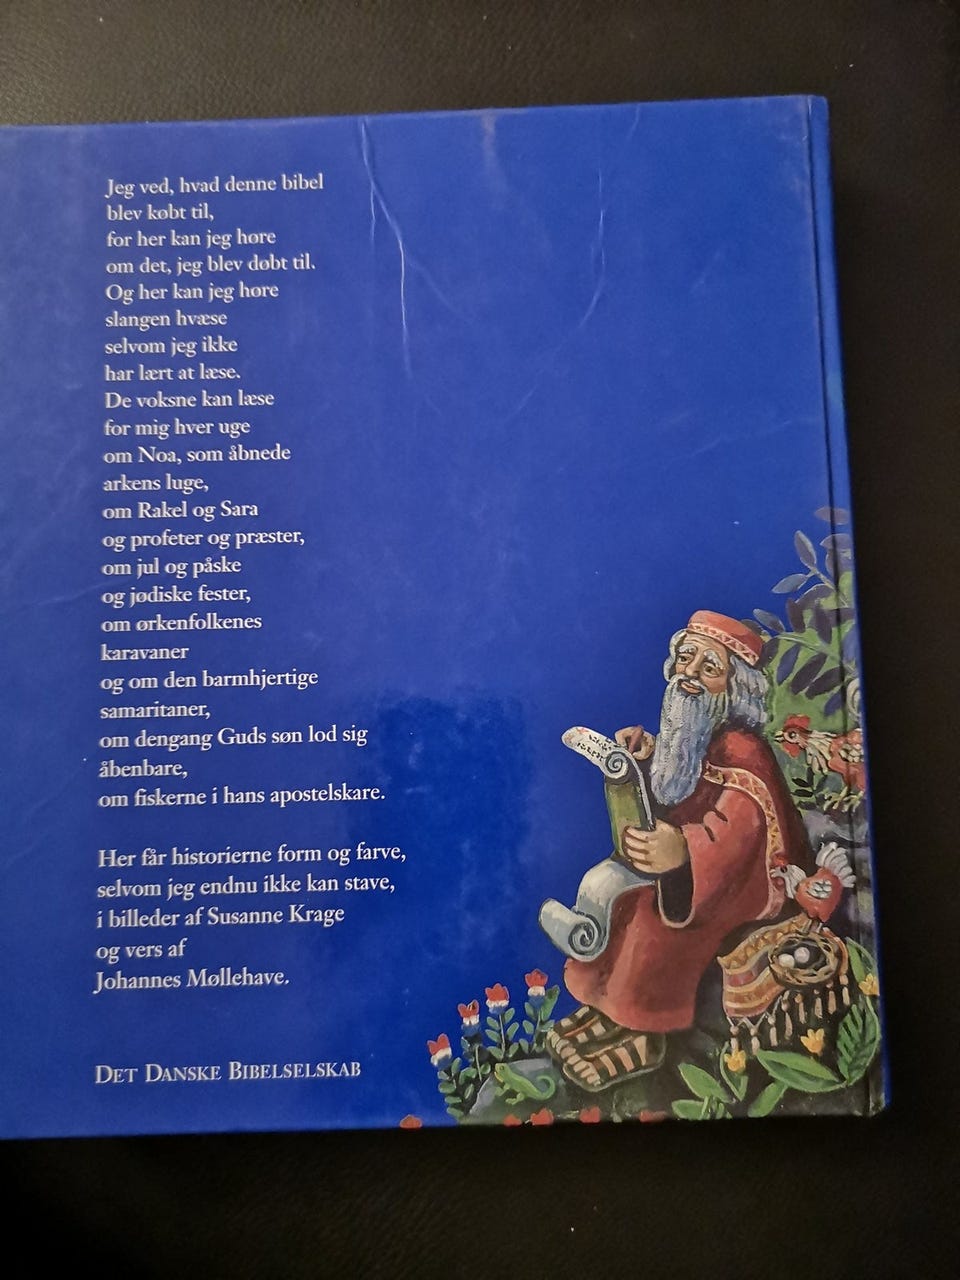 Jeg ved, hvad denne bibel
blev købt til,
for her kan jeg høre
om det, jeg blev døbt til.
Og her kan jeg høre
slangen hvæse
selvom jeg ikke
har lært at læse.
De voksne kan læse
for mig hver uge
om Noa, som åbnede
arkens luge,
om Rakel og Sara
og profeter og præster,
om jul og påske
og jødiske fester,
om ørkenfolkenes
karavaner
og om den barmhjertige
samaritaner,
om dengang Guds søn lod sig
åbenbare,
om fiskerne i hans apostelskare.
Her får historierne form og farve,
selvom jeg endnu ikke kan stave,
i billeder af Susanne Krage
og vers af
Johannes Møllehave.
DET DANSKE BIBELSELSKAB